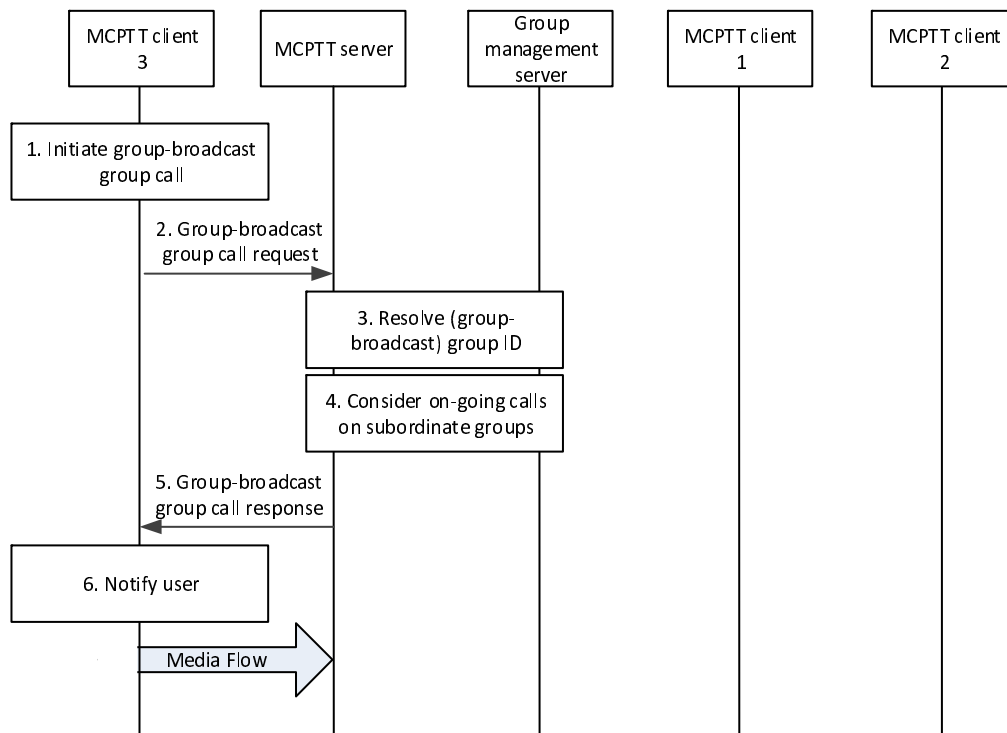 MCPTT client
3
MCPTT server
Group
management
server
MCPTT client
1
MCPTT client
2
1. Initiate group-broadcast
group call
2. Group-broadcast
group call request
3. Resolve (group-
broadcast) group ID
4. Consider on-going calls
on subordinate groups
5. Group-broadcast
group call response
6. Notify user
Media Flow